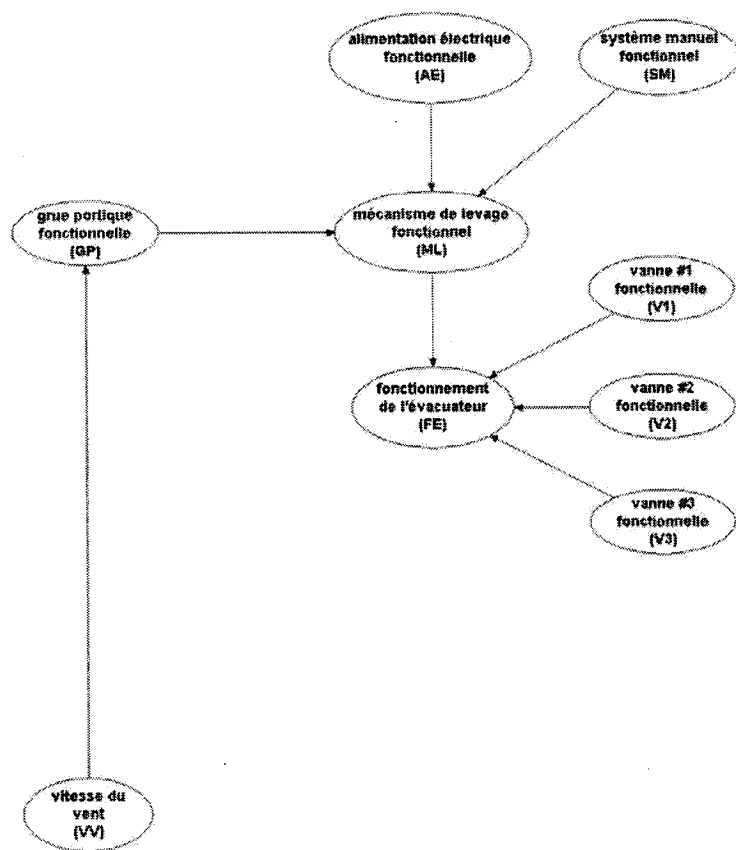 alimentation électrique
fonctionnelle
(AE)
système manuel
fonctionnel
(SM)
grue portique
fonctionnelle
(GP)
mécanisme de levage
fonctionnel
(ML)
vanne #1
fonctionnelle
(V1)
fonctionnement
de l'évacuateur
(FE)
vanne #2
fonctionnelle
(V2)
vanne #3
fonctionnelle
(V3)
vitesse du
vent
(VV)